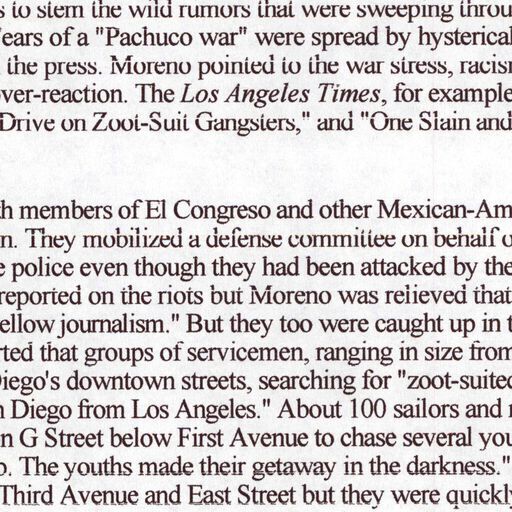 s to stem the wild rumors that were sweeping throu
ears of a "Pachuco war" were spread by hysterical
the press. Moreno pointed to the war stress, racism
ver-reaction. The Los Angeles Times, for example
Drive on Zoot-Suit Gangsters," and "One Slain and
h members of El Congreso and other Mexican-Am
n. They mobilized a defense committee on behalf o
e police even though they had been attacked by the
reported on the riots but Moreno was relieved that
ellow journalism." But they too were caught up in t
rted that groups of servicemen, ranging in size from
iego's downtown streets, searching for "zoot-suited
n Diego from Los Angeles." About 100 sailors and
n G Street below First Avenue to chase several you
o. The youths made their getaway in the darkness."
Third Avenue and East Street but they were quickly